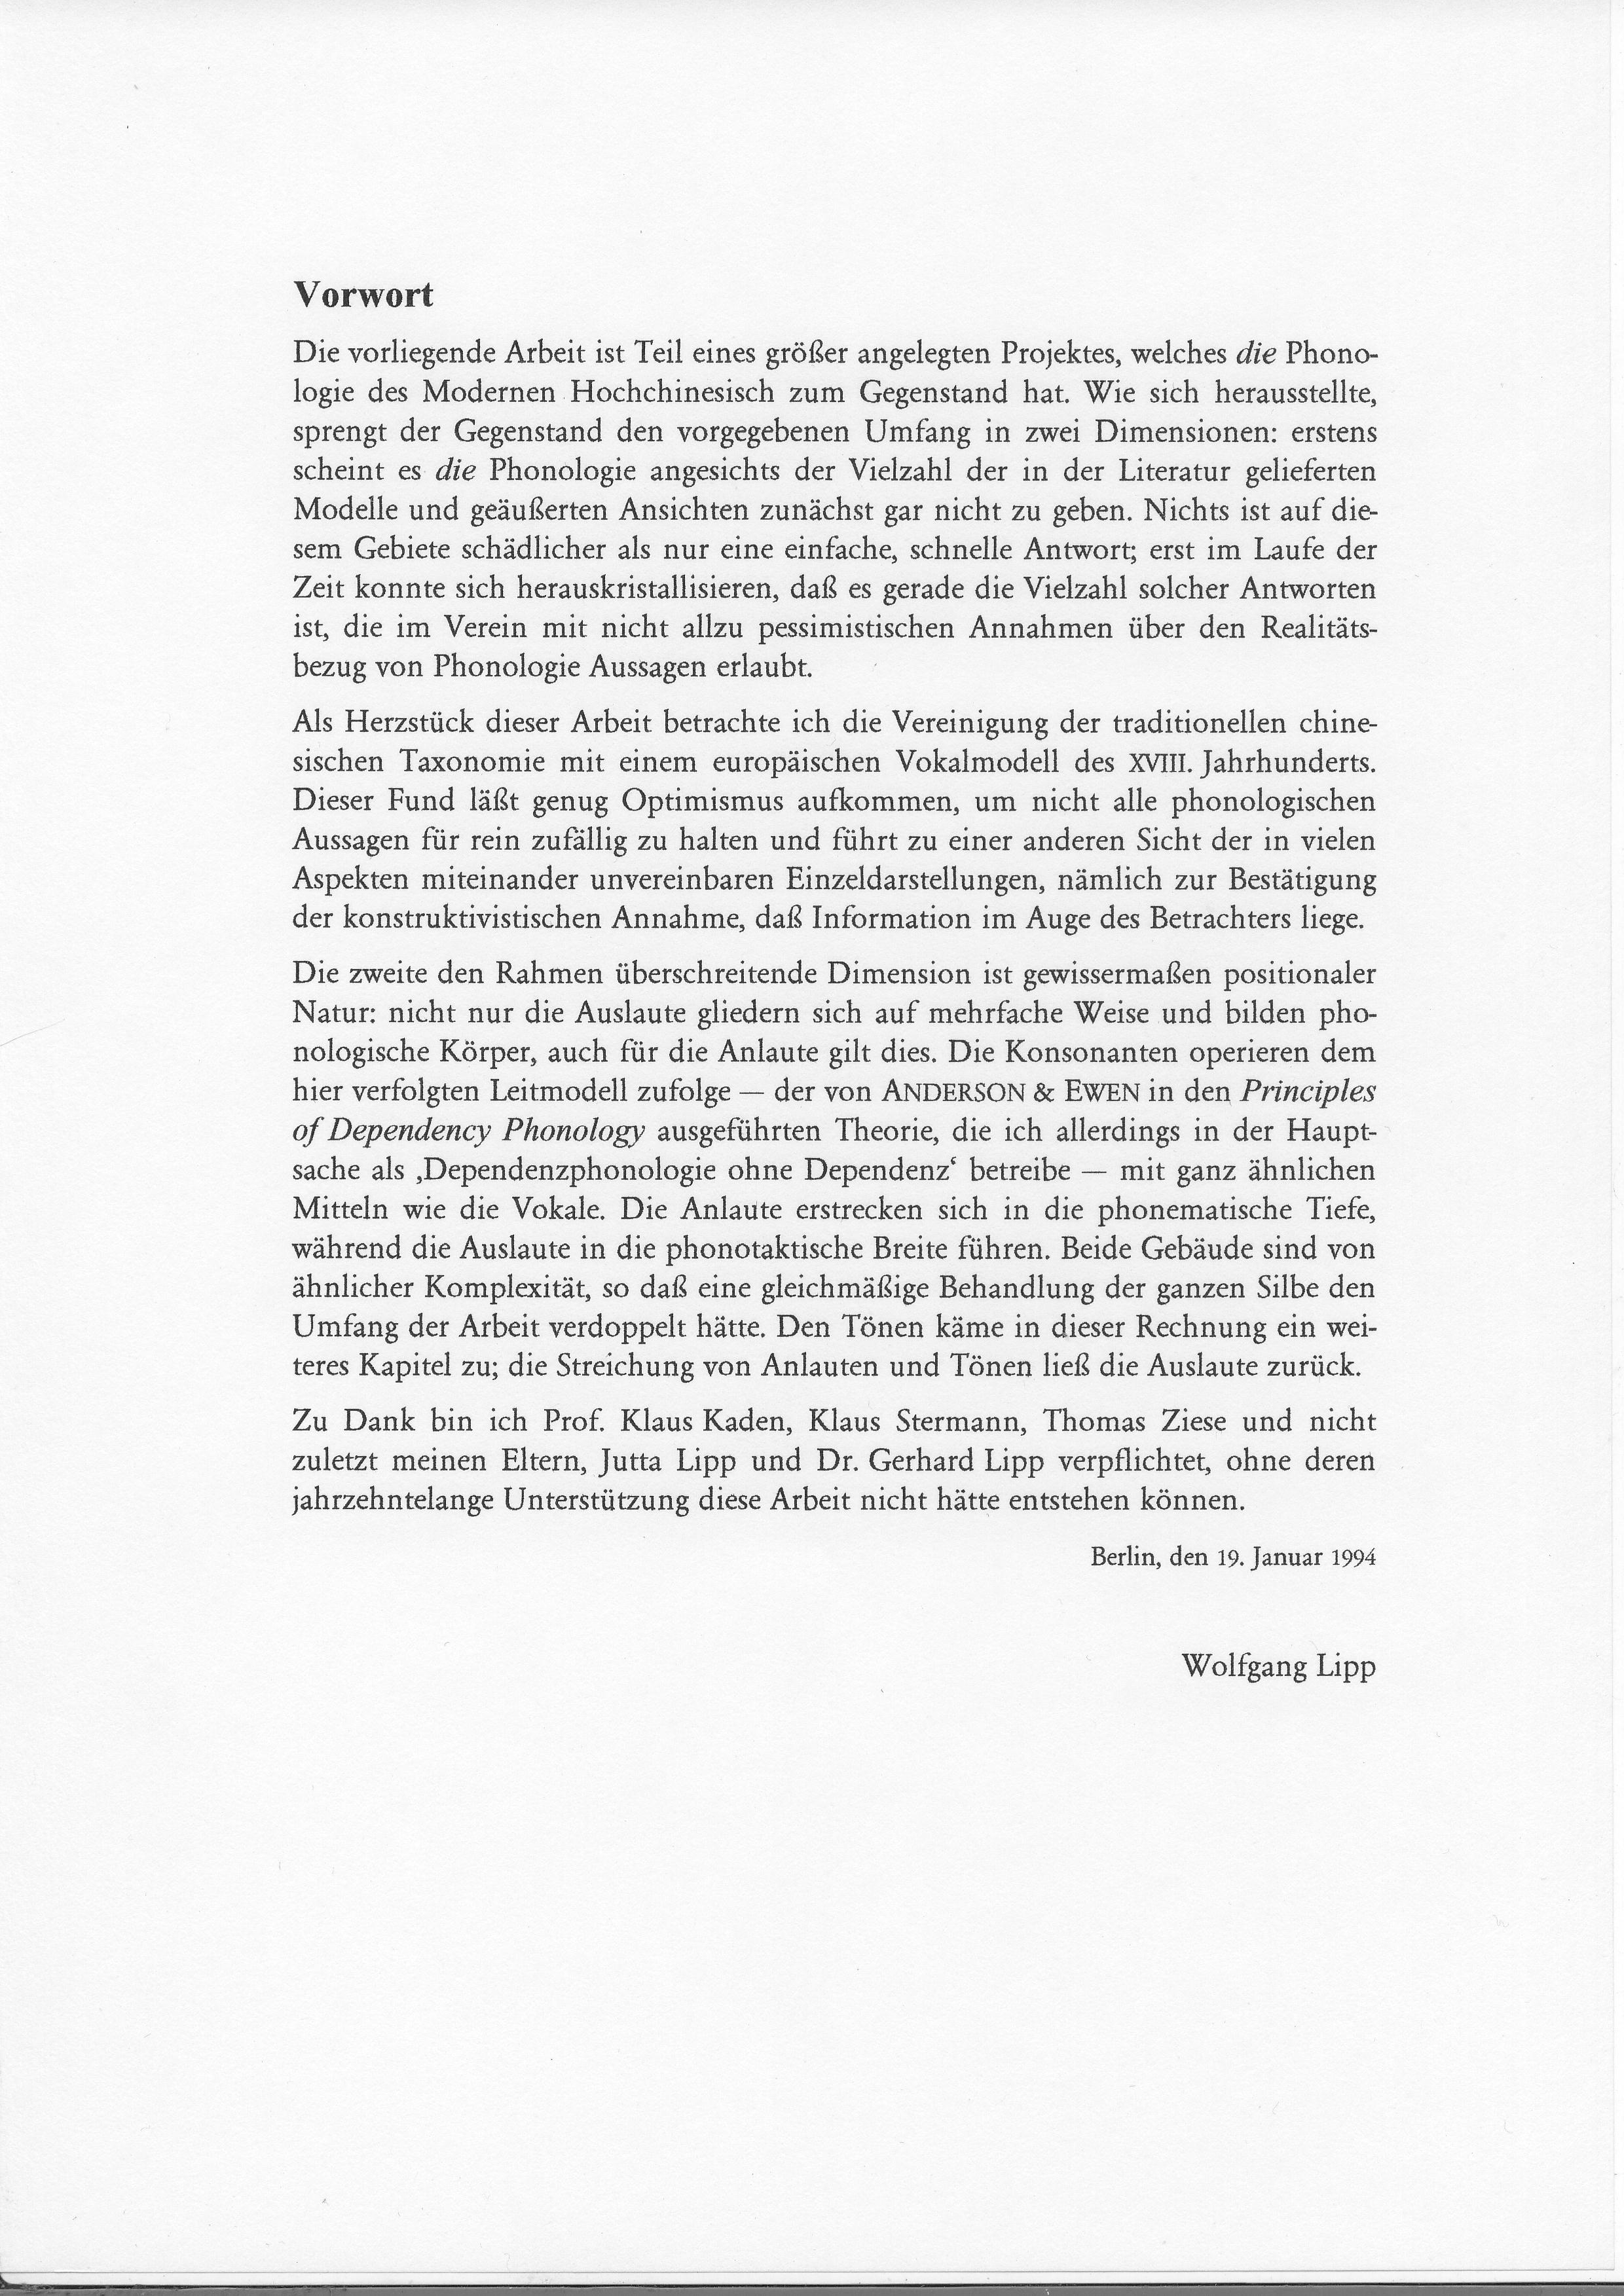 Vorwort
Die vorliegende Arbeit ist Teil eines größer angelegten Projektes, welches die Phono-
logie des Modernen Hochchinesisch zum Gegenstand hat. Wie sich herausstellte,
sprengt der Gegenstand den vorgegebenen Umfang in zwei Dimensionen: erstens
scheint es die Phonologie angesichts der Vielzahl der in der Literatur gelieferten
Modelle und geäußerten Ansichten zunächst gar nicht zu geben. Nichts ist auf die-
sem Gebiete schädlicher als nur eine einfache, schnelle Antwort; erst im Laufe der
Zeit konnte sich herauskristallisieren, daß es gerade die Vielzahl solcher Antworten
ist, die im Verein mit nicht allzu pessimistischen Annahmen über den Realitäts-
bezug von Phonologie Aussagen erlaubt.
Als Herzstück dieser Arbeit betrachte ich die Vereinigung der traditionellen chine-
sischen Taxonomie mit einem europäischen Vokalmodell des XVIII. Jahrhunderts.
Dieser Fund läßt genug Optimismus aufkommen, um nicht alle phonologischen
Aussagen für rein zufällig zu halten und führt zu einer anderen Sicht der in vielen
Aspekten miteinander unvereinbaren Einzeldarstellungen, nämlich zur Bestätigung
der konstruktivistischen Annahme, daß Information im Auge des Betrachters liege.
Die zweite den Rahmen überschreitende Dimension ist gewissermaßen positionaler
Natur: nicht nur die Auslaute gliedern sich auf mehrfache Weise und bilden pho-
nologische Körper, auch für die Anlaute gilt dies. Die Konsonanten operieren dem
hier verfolgten Leitmodell zufolge — der von ANDERSON & EWEN in den Principles
of Dependency Phonology ausgeführten Theorie, die ich allerdings in der Haupt-
sache als ‚Dependenzphonologie ohne Dependenz‘ betreibe — mit ganz ähnlichen
Mitteln wie die Vokale. Die Anlaute erstrecken sich in die phonematische Tiefe,
während die Auslaute in die phonotaktische Breite führen. Beide Gebäude sind von
ähnlicher Komplexität, so daß eine gleichmäßige Behandlung der ganzen Silbe den
Umfang der Arbeit verdoppelt hätte. Den Tönen käme in dieser Rechnung ein wei-
teres Kapitel zu; die Streichung von Anlauten und Tönen ließ die Auslaute zurück.
Zu Dank bin ich Prof. Klaus Kaden, Klaus Stermann, Thomas Ziese und nicht
zuletzt meinen Eltern, Jutta Lipp und Dr. Gerhard Lipp verpflichtet, ohne deren
jahrzehntelange Unterstützung diese Arbeit nicht hätte entstehen können.
Berlin, den 19. Januar 1994
Wolfgang Lipp